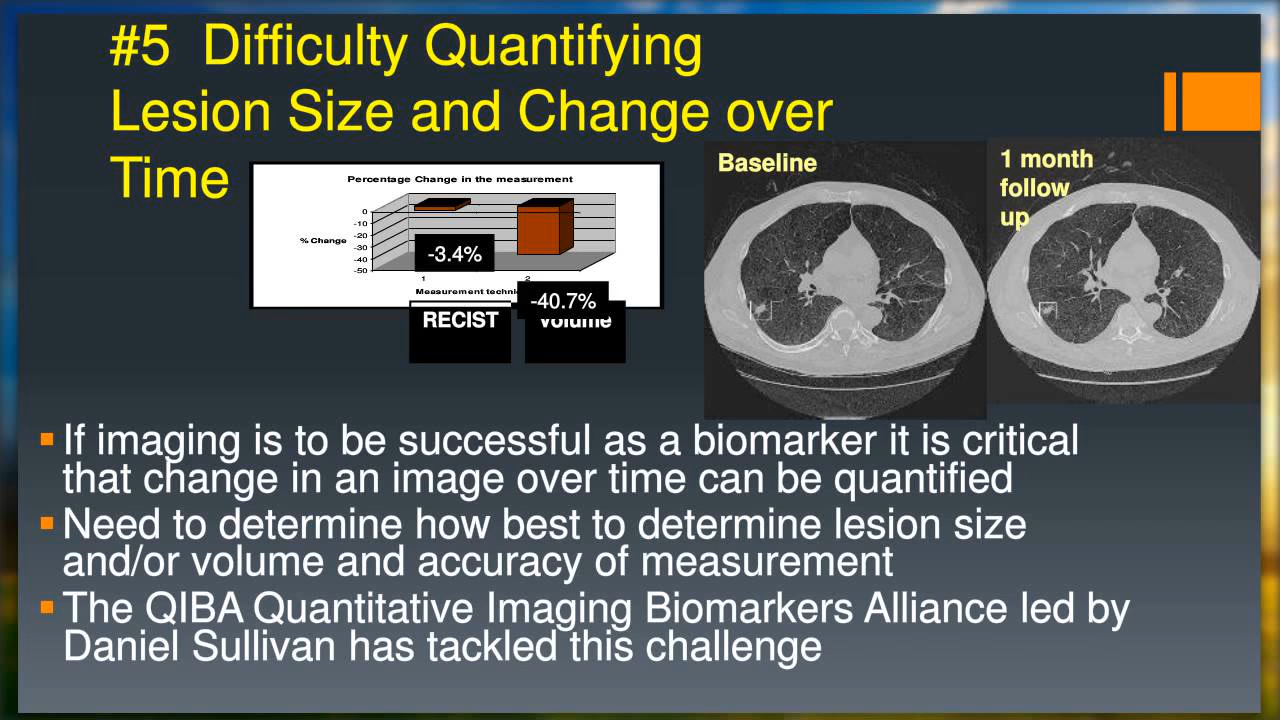 #5 Difficulty Quantifying
Lesion Size and Change over
Time
Percentage Change in the measurement
0
-10
-20
-30
-40
-50
% Change
-3.4%
1
2
Measurement
-40.7%
RECIST
volume
Baseline
1 month
follow
up
If imaging is to be successful as a biomarker it is critical
that change in an image over time can be quantified
Need to determine how best to determine lesion size
and/or volume and accuracy of measurement
The QIBA Quantitative Imaging Biomarkers Alliance led by
Daniel Sullivan has tackled this challenge